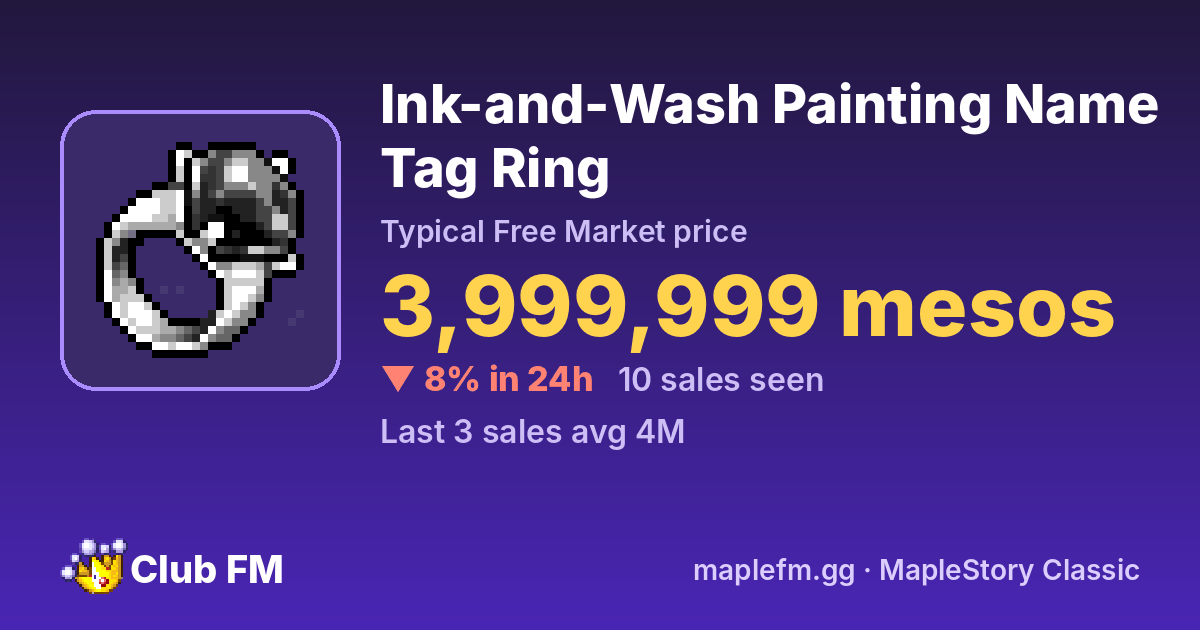 Ink-and-Wash Painting Name
Tag Ring
Typical Free Market price
3,999,999 mesos
▼ 8% in 24h 10 sales seen
Last 3 sales avg 4M
Club FM
maplefm.gg · MapleStory Classic